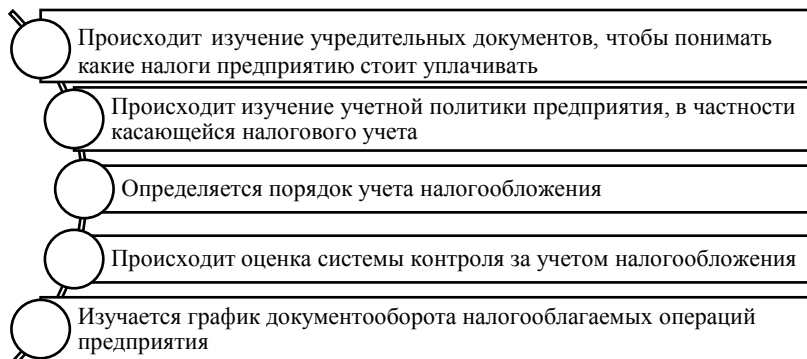 Происходит изучение учредительных документов, чтобы понимать
какие налоги предприятию стоит уплачивать
Происходит изучение учетной политики предприятия, в частности
касающейся налогового учета
Определяется порядок учета налогообложения
Происходит оценка системы контроля за учетом налогообложения
Изучается график документооборота налогооблагаемых операций
предприятия